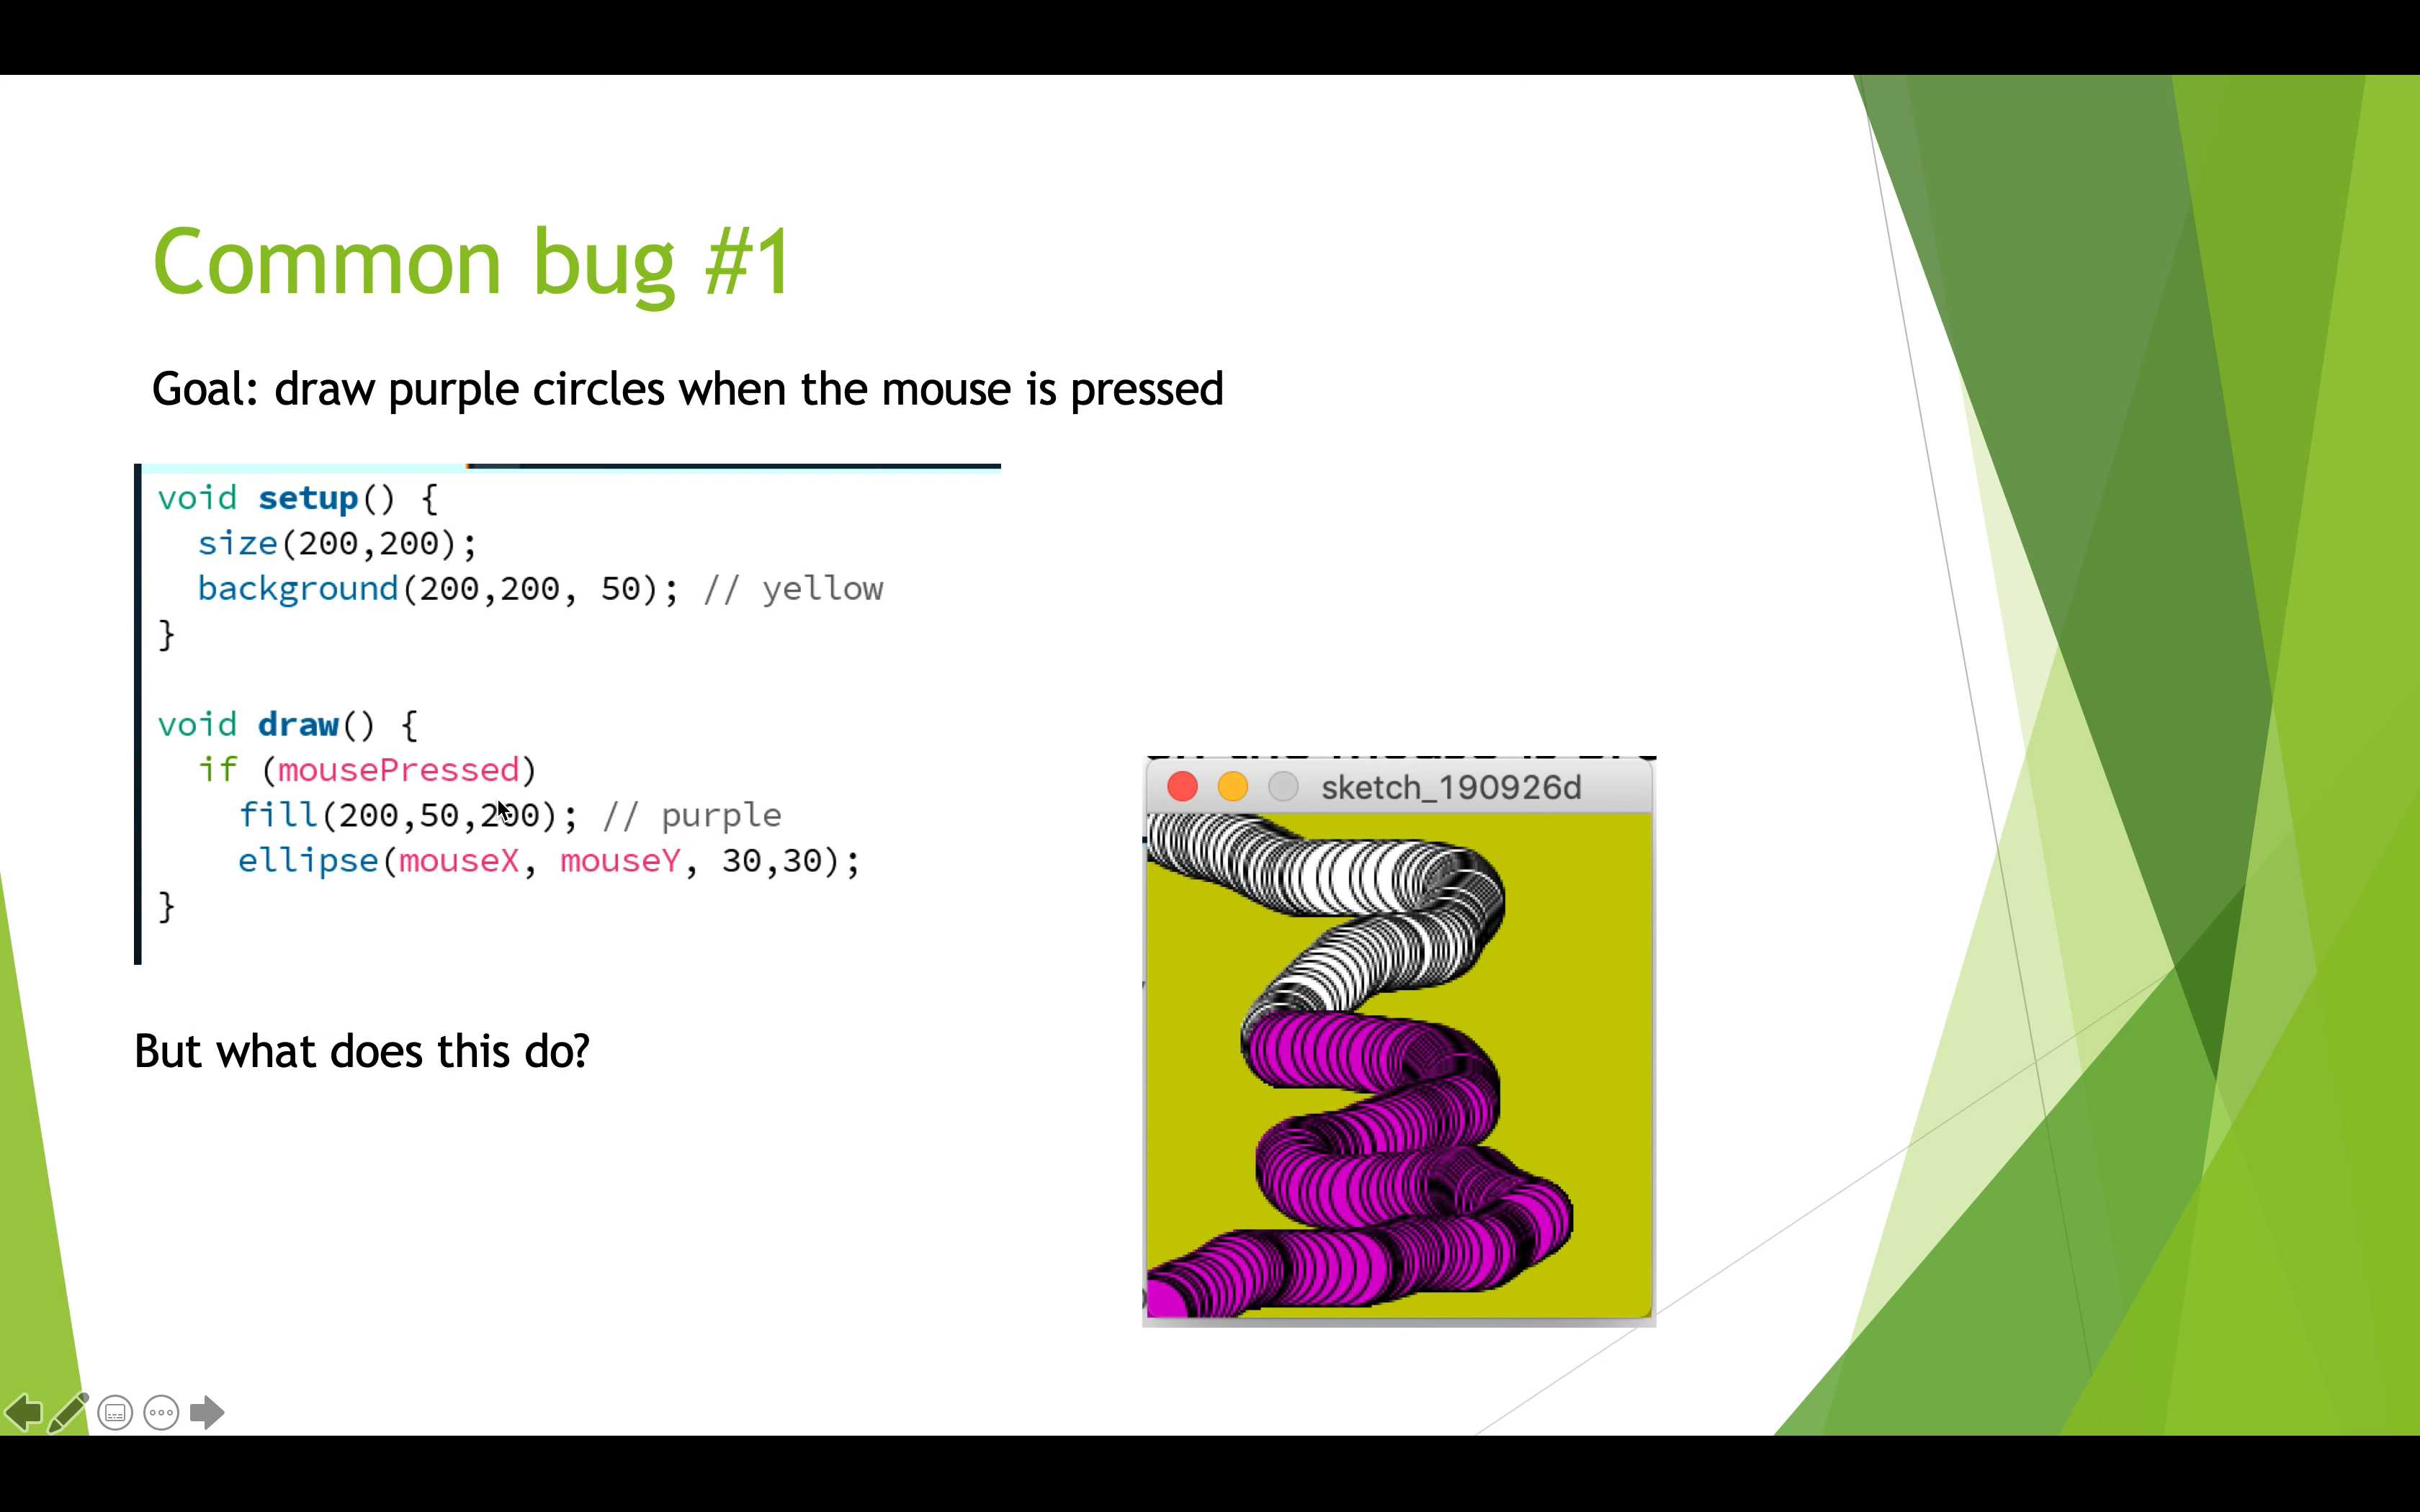 Common bug #1
Goal: draw purple circles when the mouse is pressed
void setup() {
  size(200,200);
  background(200,200, 50); // yellow
}
void draw() {
  if (mousePressed)
    fill(200,50,200); // purple
    ellipse(mouseX, mouseY, 30,30);
}
sketch_190926d
But what does this do?